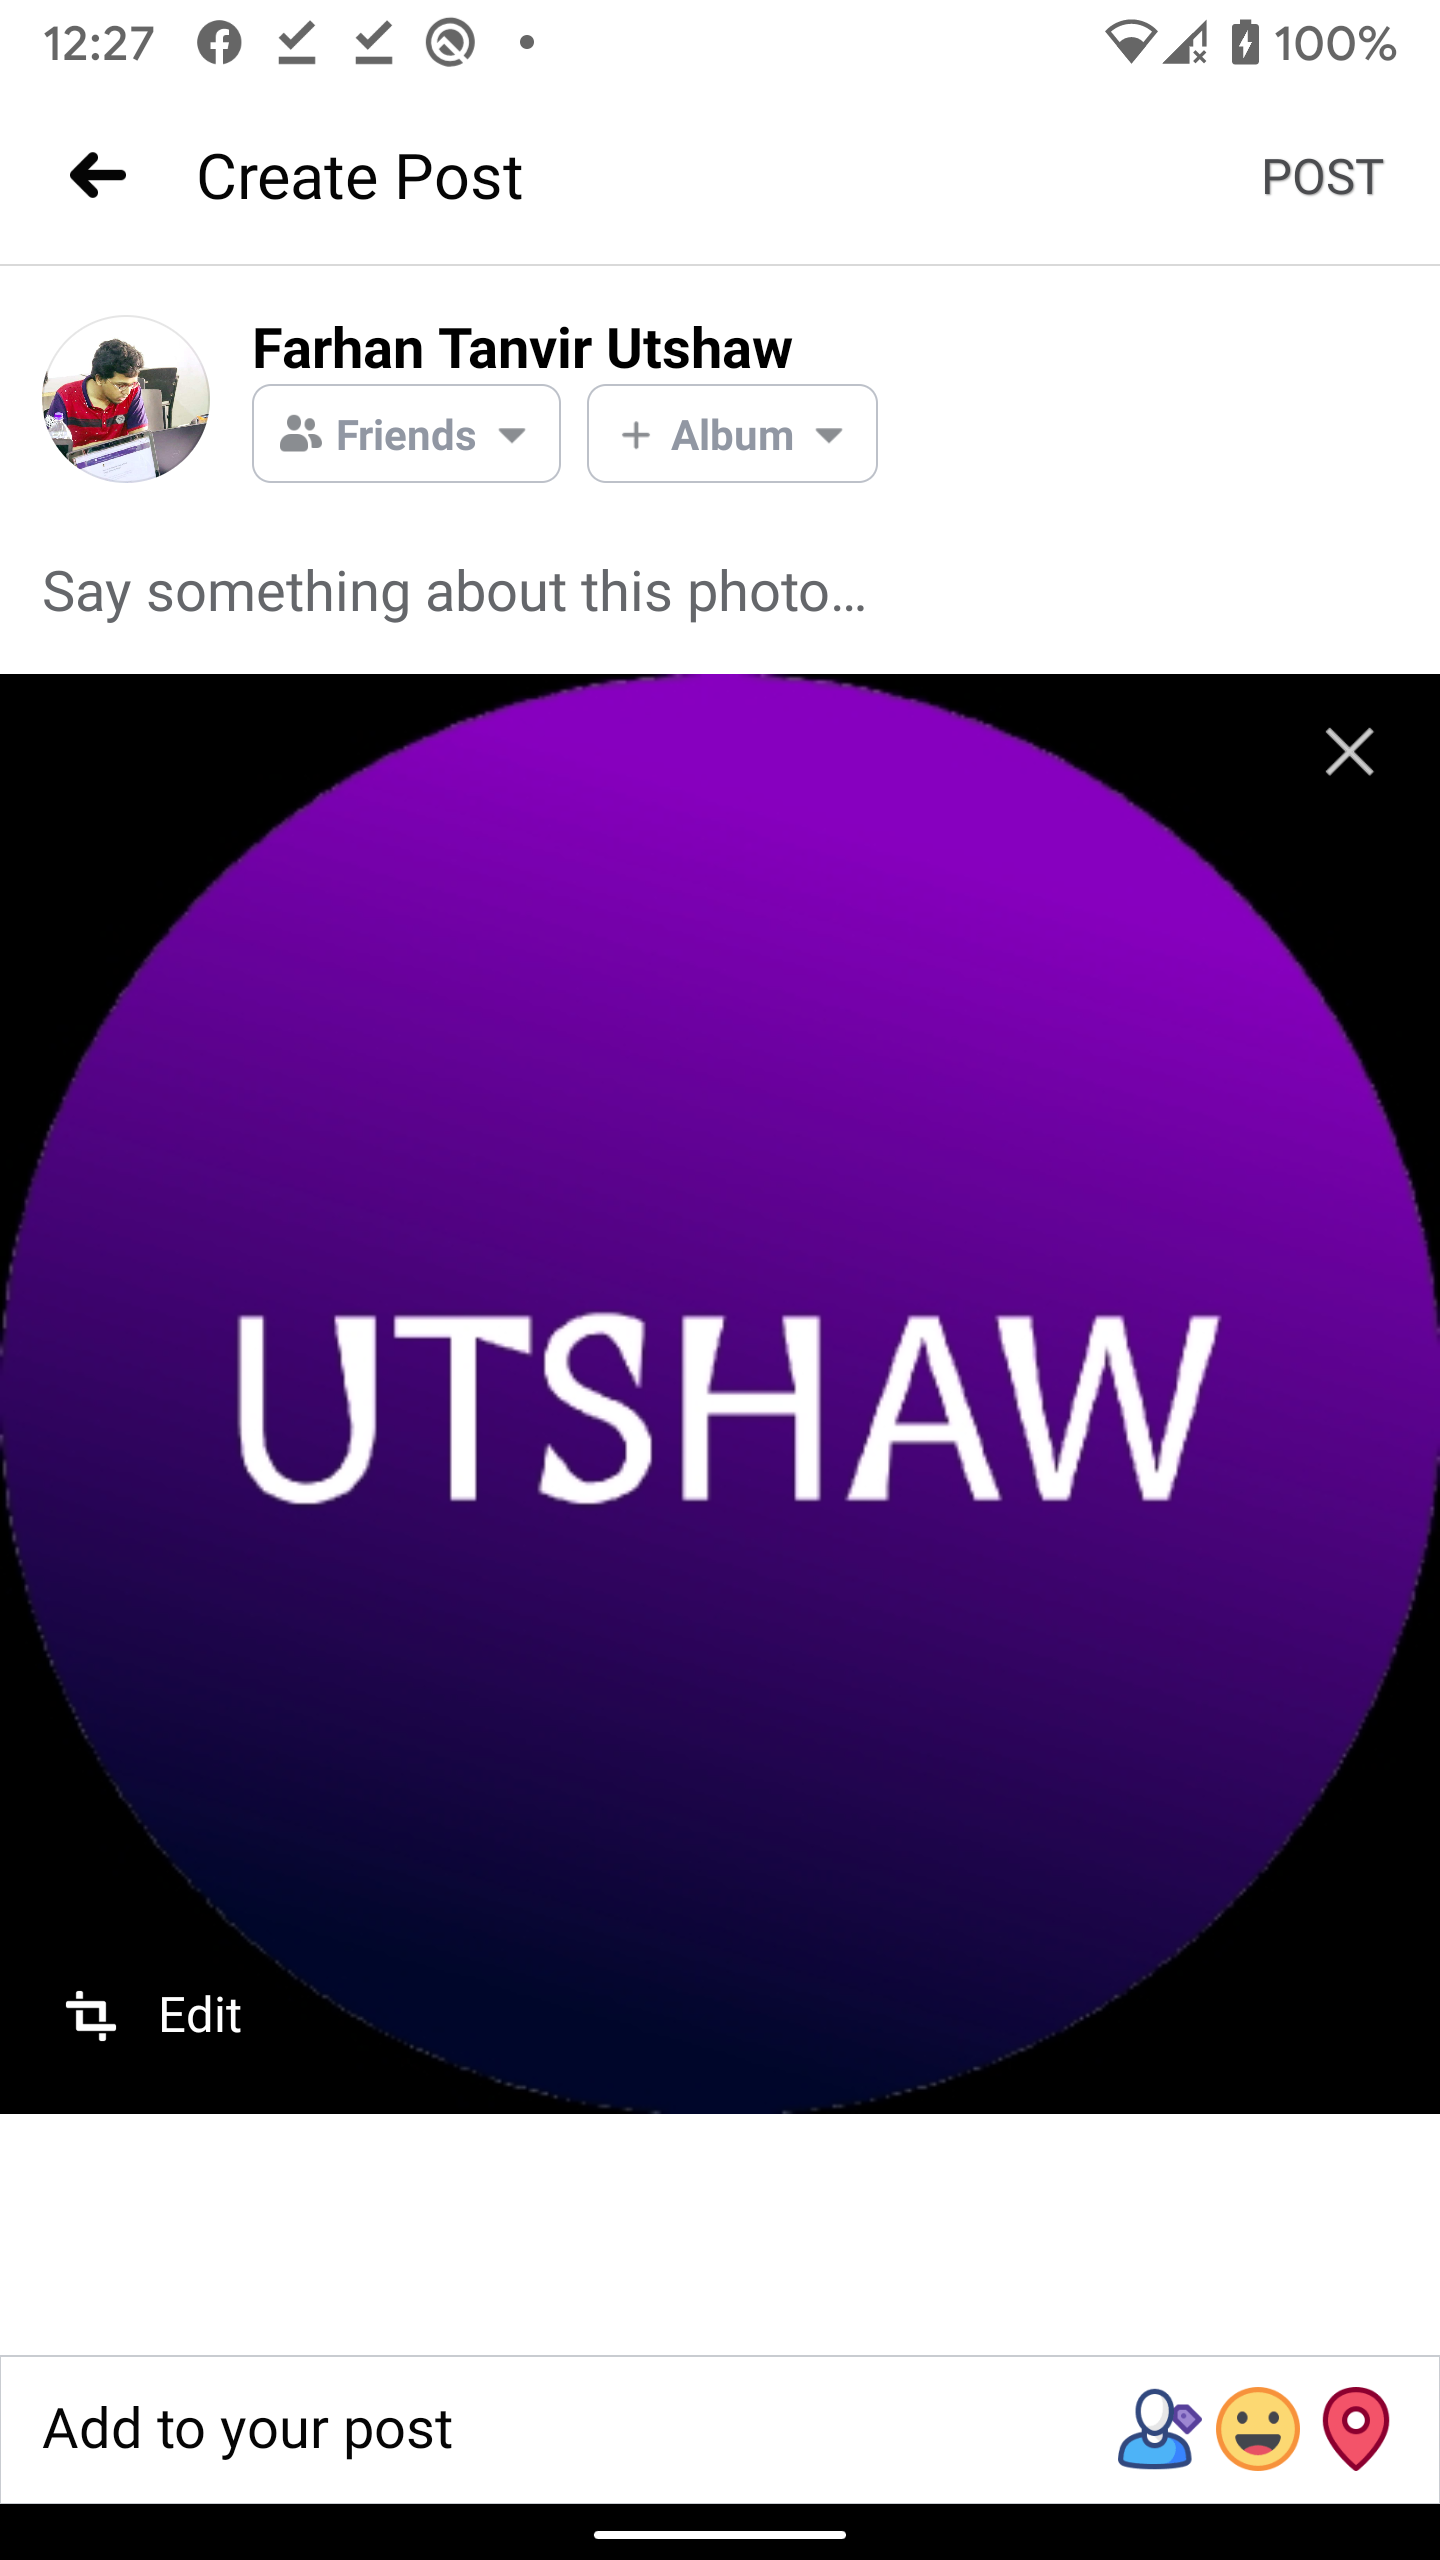 12:27 100%
Create Post POST
Farhan Tanvir Utshaw
Friends + Album
Say something about this photo…
UTSHAW
Edit
Add to your post